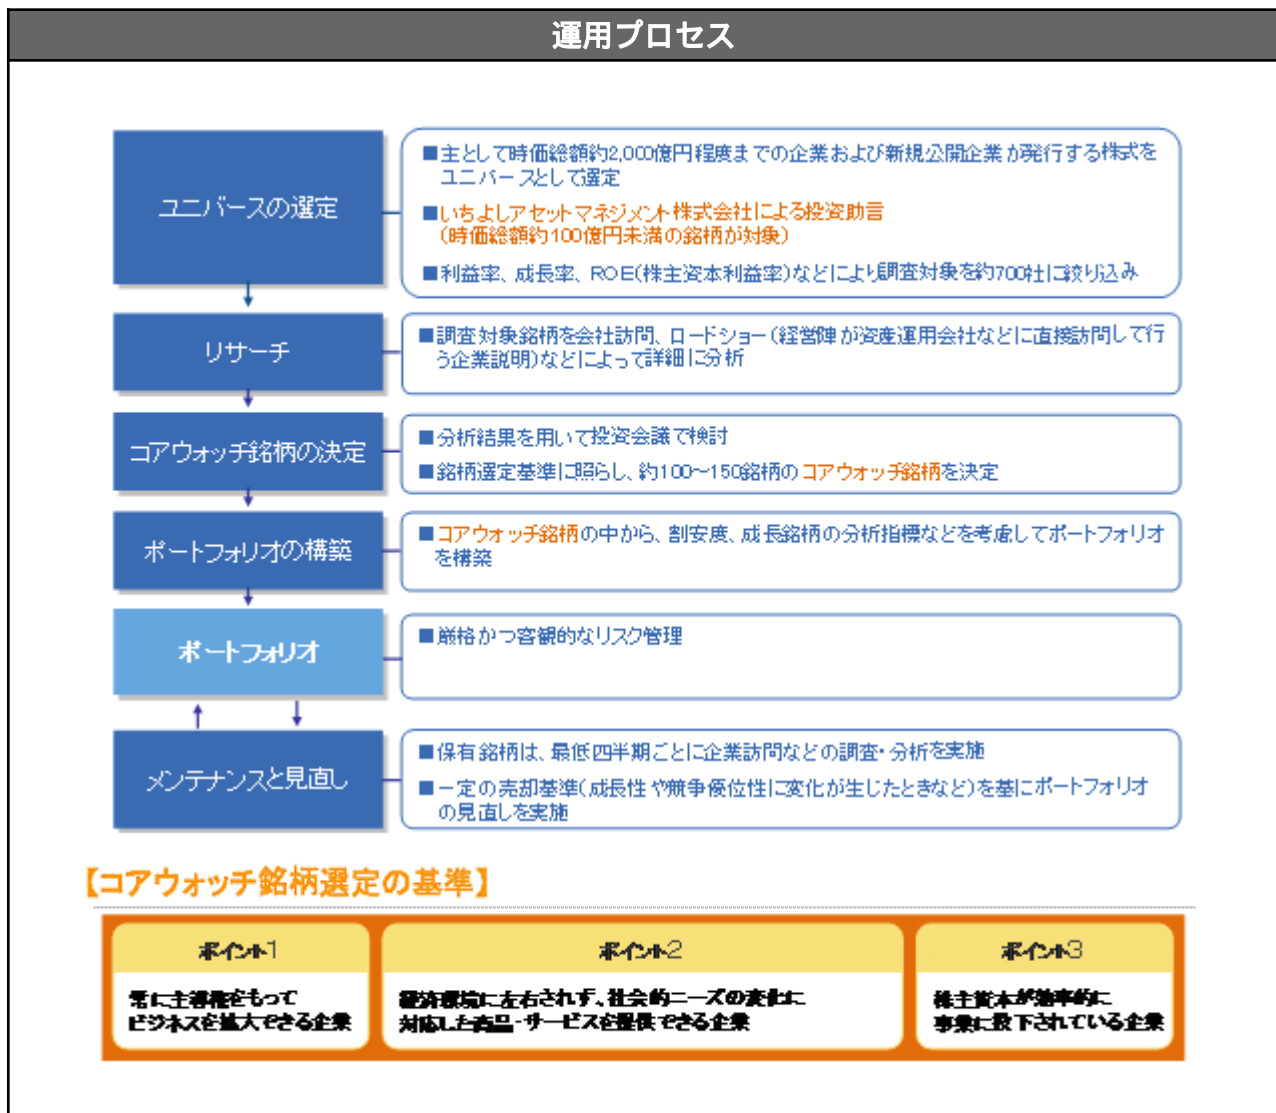 運用プロセス
ユニバースの選定
■主として時価総額約2,000億円程度までの企業および新規公開企業が発行する株式を
ユニバースとして選定
■いちよしアセットマネジメント株式会社による投資助言
(時価総額約100億円未満の銘柄が対象)
■利益率、成長率、ROE(株主資本利益率)などにより調査対象を約700社に絞り込み
リサーチ
■調査対象銘柄を会社訪問、ロードショー(経営陣が資産運用会社などに直接訪問して行
う企業説明)などによって詳細に分析
コアウォッチ銘柄の決定
■分析結果を用いて投資会議で検討
■銘柄選定基準に照らし、約100~150銘柄のコアウォッチ銘柄を決定
ポートフォリオの構築
■コアウォッチ銘柄の中から、割安度、成長銘柄の分析指標などを考慮してポートフォリオ
を構築
ポートフォリオ
■厳格かつ客観的なリスク管理
メンテナンスと見直し
■保有銘柄は、最低四半期ごとに企業訪問などの調査・分析を実施
■一定の売却基準(成長性や競争優位性に変化が生じたときなど)を基にポートフォリオ
の見直しを実施
【コアウォッチ銘柄選定の基準】
ポイント1
常に主導権をもって
ビジネスを拡大できる企業
ポイント2
経済環境に左右されず、社会的ニーズの変化に
対応した商品・サービスを提供できる企業
ポイント3
株主資本が効率的に
事業に投下されている企業